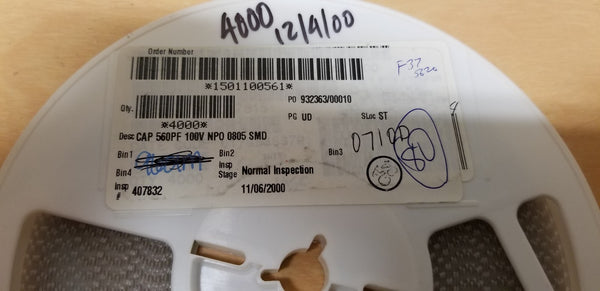 4000
12/4/00
Order Number
*1501100561*
F37
PO 932363/00010
Qty.
*4000*
PG UD
SLoc ST
Desc CAP 560PF 100V NPO 0805 SMD
Bin1
Bin2
Bin3
Bin4
Insp Stage
Normal Inspection
Insp # 407832
11/06/2000